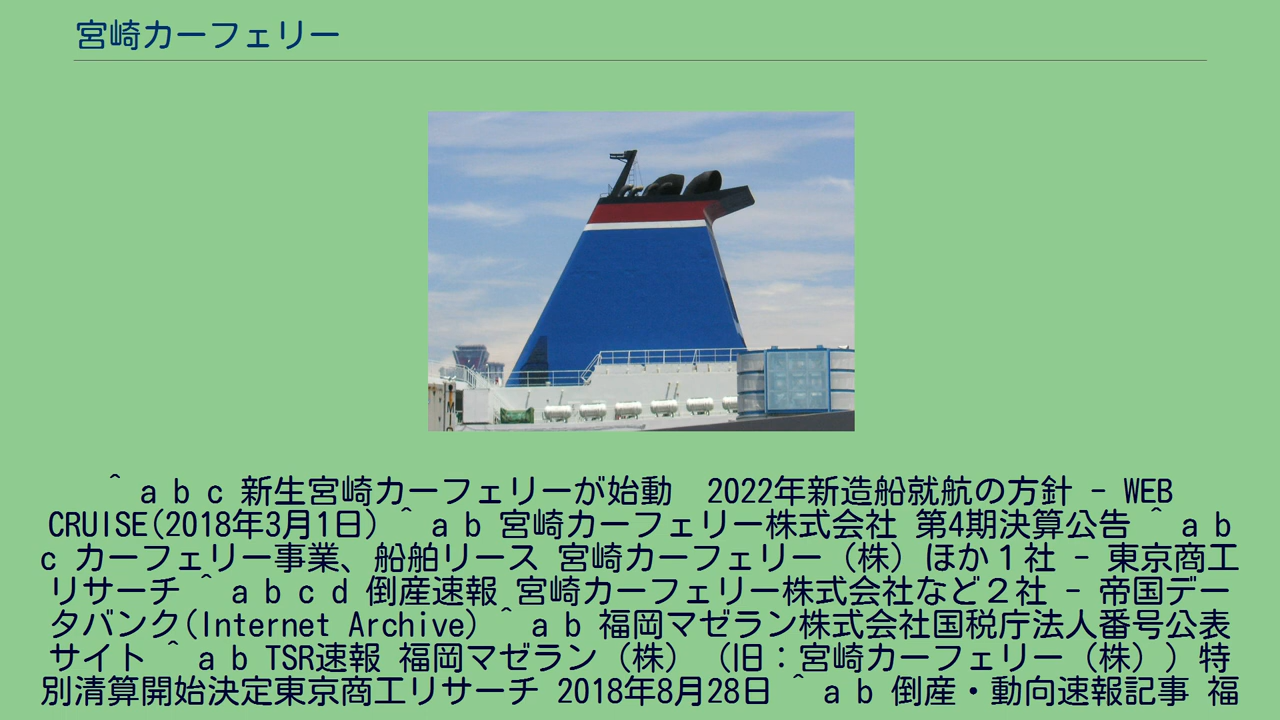 宮崎カーフェリー
^ a b c 新生宮崎カーフェリーが始動　2022年新造船就航の方針 - WEB
CRUISE(2018年3月1日) ^ a b 宮崎カーフェリー株式会社 第4期決算公告 ^ a b
c カーフェリー事業、船舶リース 宮崎カーフェリー（株）ほか１社 - 東京商工
リサーチ ^ a b c d 倒産速報 宮崎カーフェリー株式会社など２社 - 帝国デー
タバンク(Internet Archive) ^ a b 福岡マゼラン株式会社国税庁法人番号公表
サイト ^ a b TSR速報 福岡マゼラン（株）（旧：宮崎カーフェリー（株））特
別清算開始決定東京商工リサーチ 2018年8月28日 ^ a b 倒産・動向速報記事 福